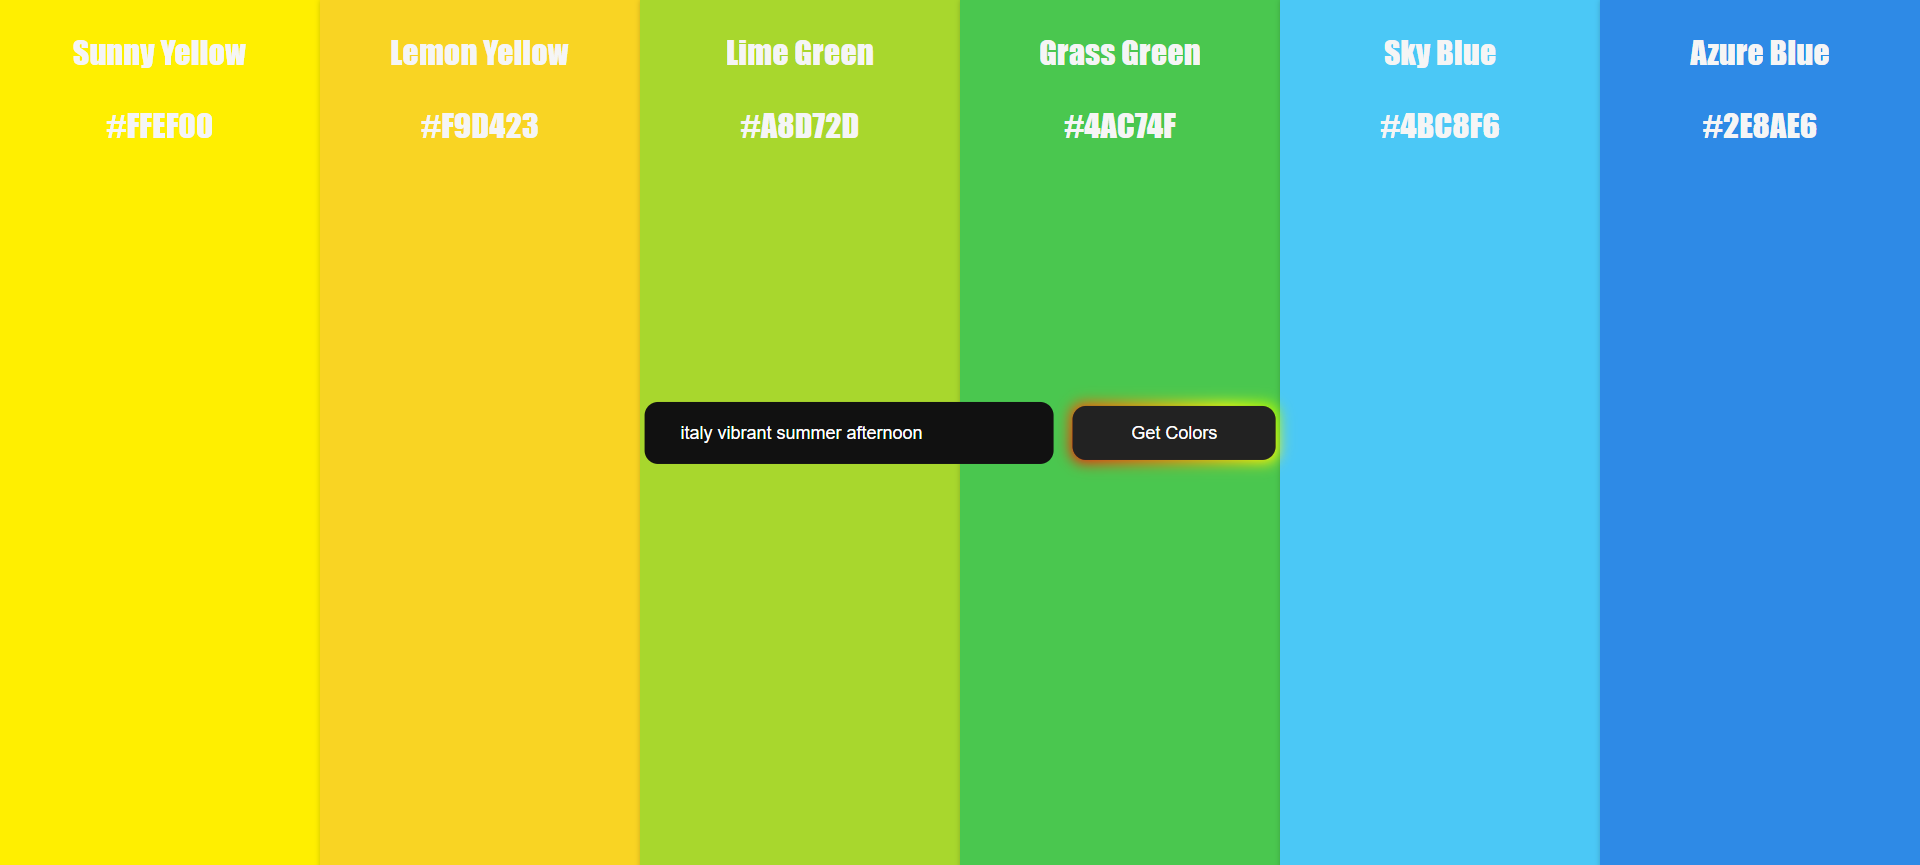 Sunny Yellow
#FFEF00
Lemon Yellow
#F9D423
Lime Green
#A8D72D
Grass Green
#4AC74F
Sky Blue
#4BC8F6
Azure Blue
#2E8AE6
italy vibrant summer afternoon
Get Colors